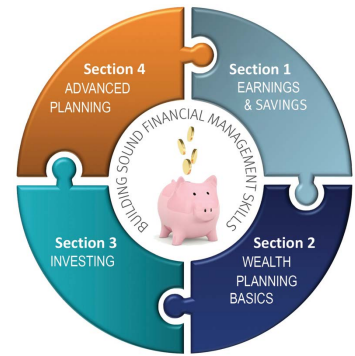 Section 4
ADVANCED
PLANNING
Section 1
EARNINGS
& SAVINGS
BUILDING SOUND FINANCIAL MANAGEMENT SKILLS
Section 3
INVESTING
Section 2
WEALTH
PLANNING
BASICS